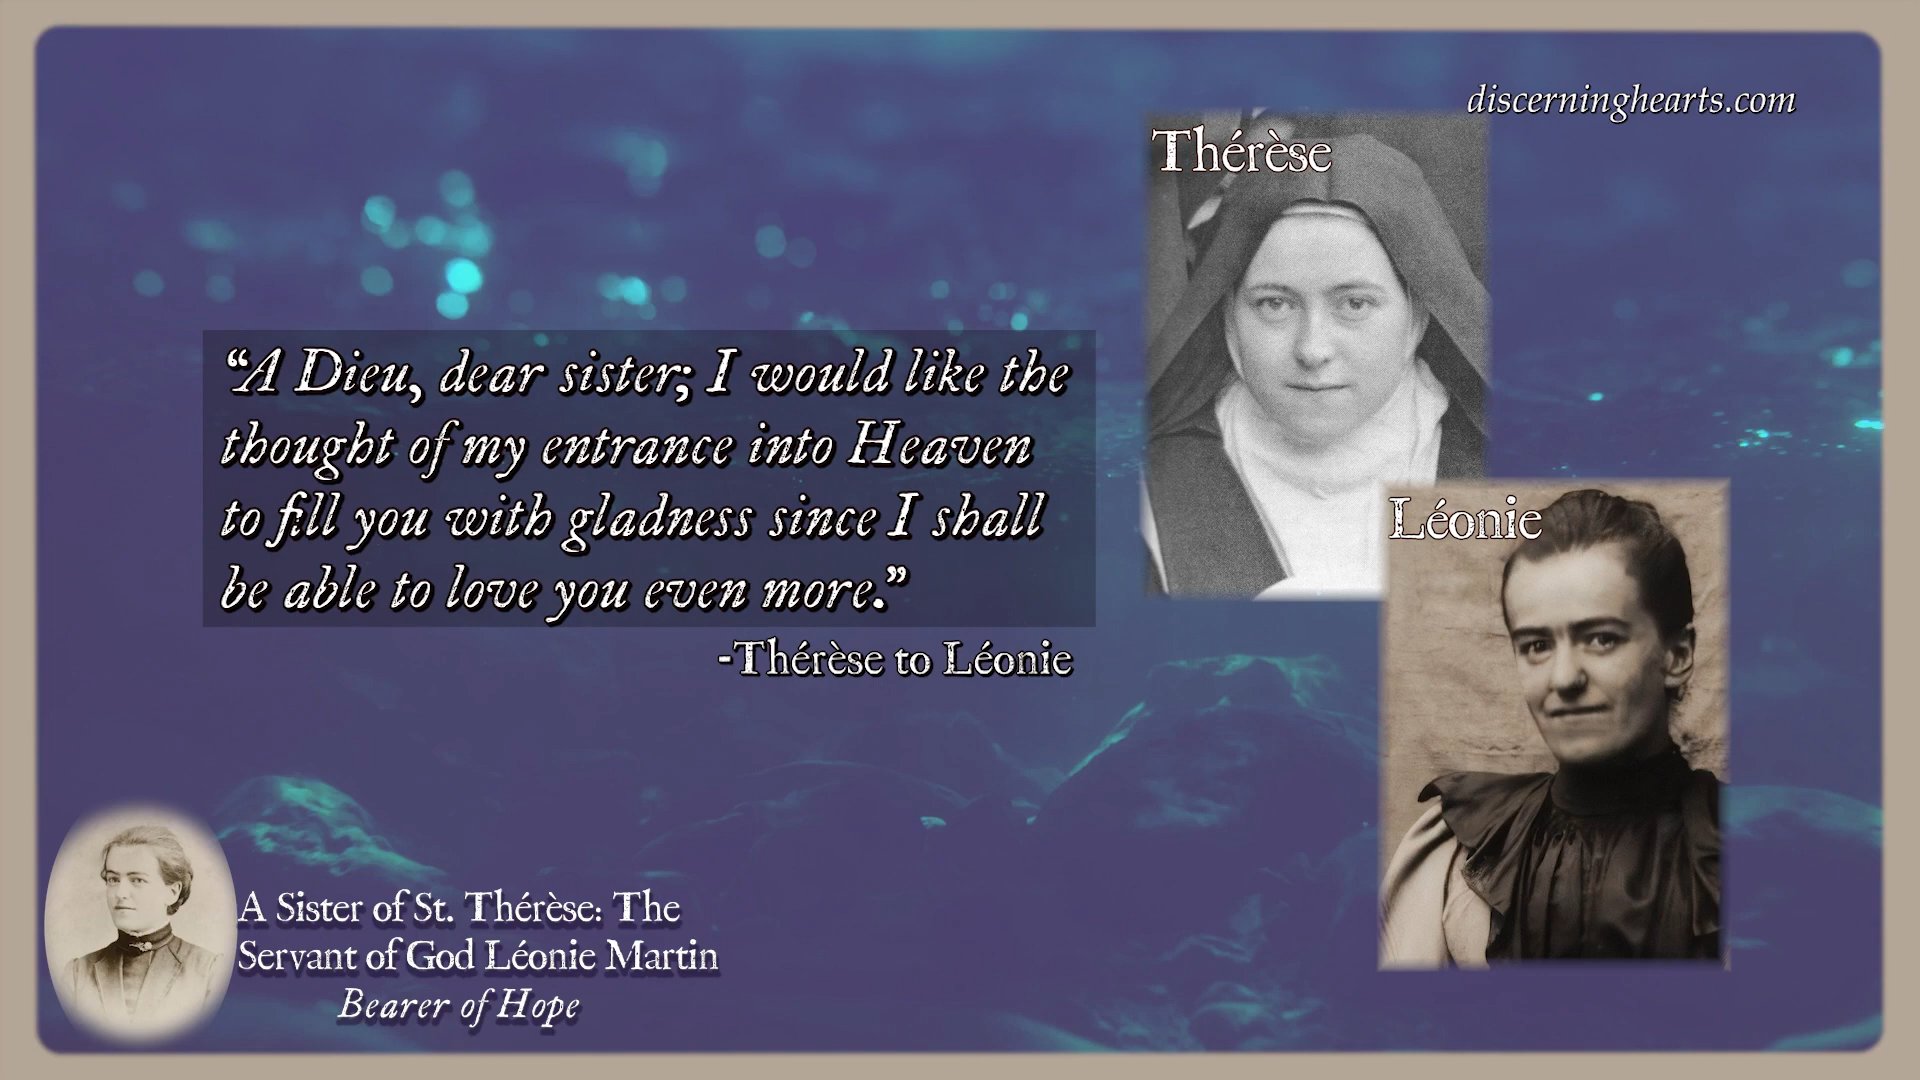 discerninghearts.com
Thérèse
“A Dieu, dear sister; I would like the
thought of my entrance into Heaven
to fill you with gladness since I shall
be able to love you even more.”
-Thérèse to Léonie
Léonie
A Sister of St. Thérèse: The
Servant of God Léonie Martin
Bearer of Hope